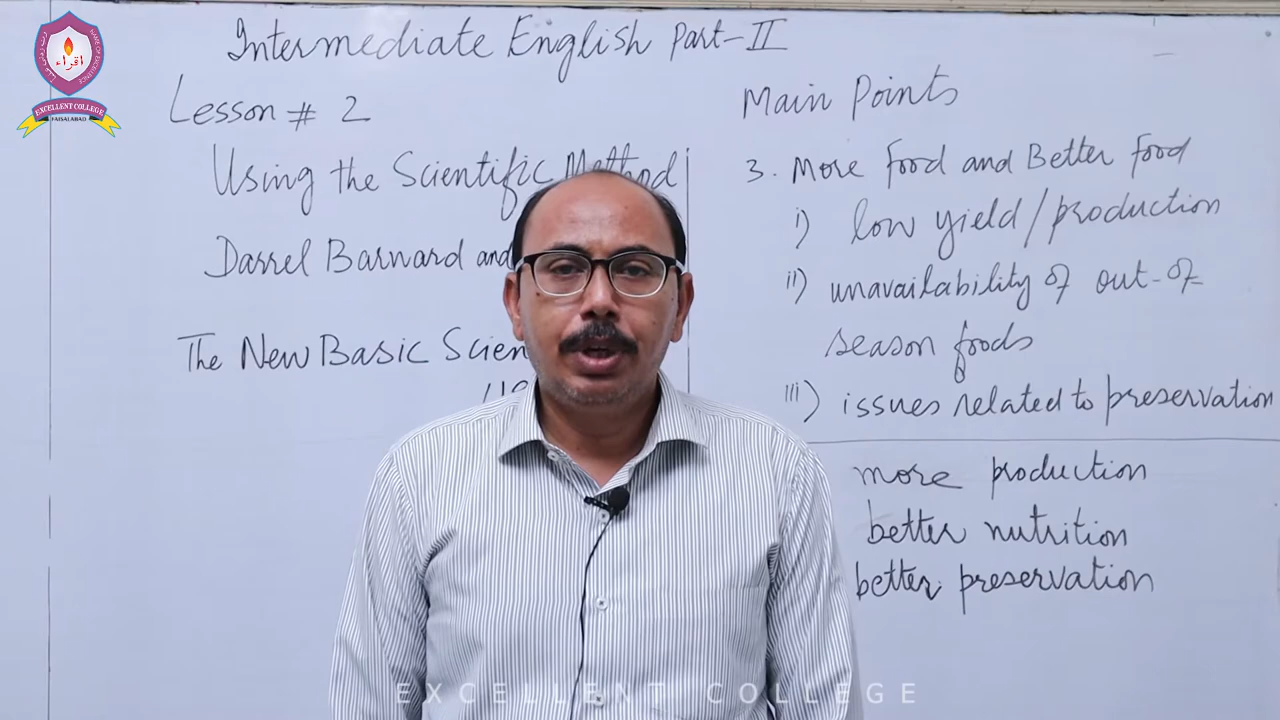 Intermediate English Part-II
Lesson # 2
Using the Scientific Method
Darrel Barnard and
The New Basic Scien
Main Points
3. More food and Better food
i) low yield/production
ii) unavailability of out-of-
season foods
iii) issues related to preservation
more production
better nutrition
better preservation
اقراء
EXCELLENT COLLEGE
FAISALABAD
EXCELLENT COLLEGE